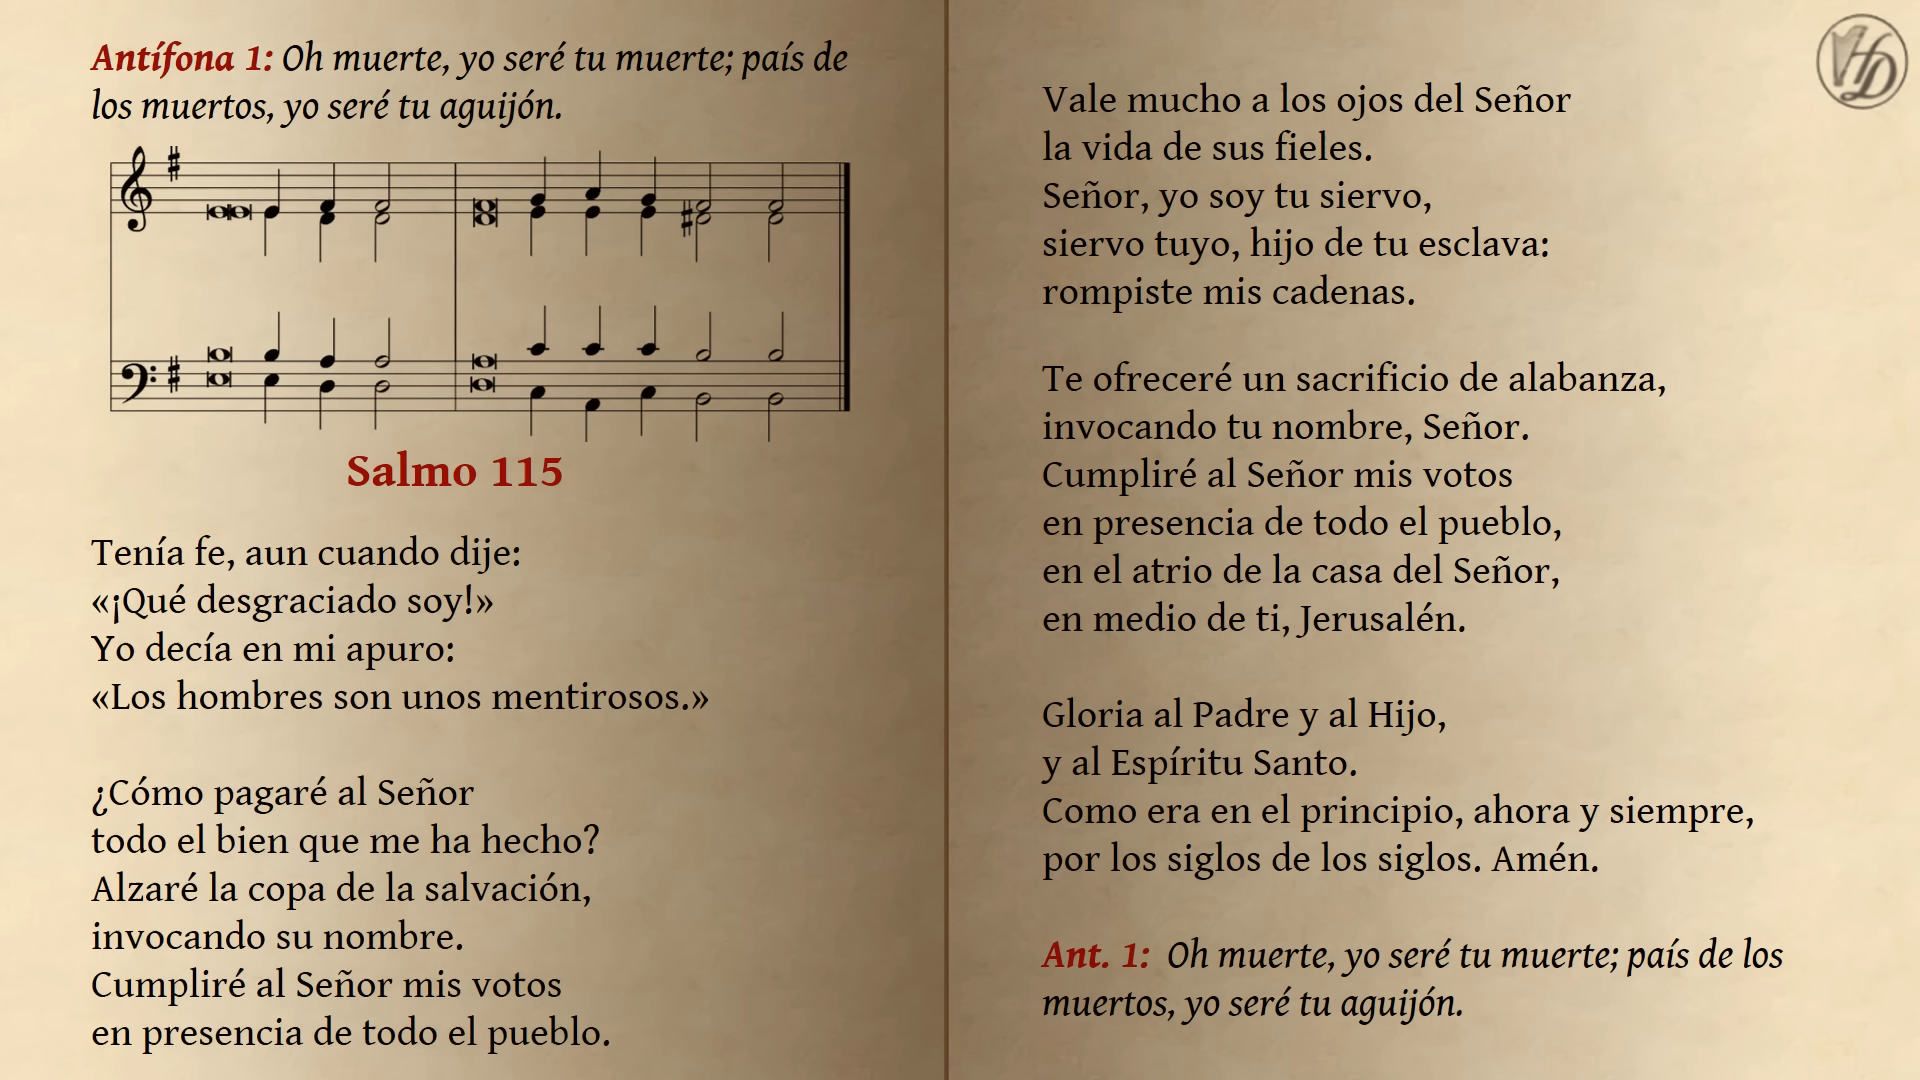 Antífona 1: Oh muerte, yo seré tu muerte; país de
los muertos, yo seré tu aguijón.
Salmo 115
Tenía fe, aun cuando dije:
«¡Qué desgraciado soy!»
Yo decía en mi apuro:
«Los hombres son unos mentirosos.»
¿Cómo pagaré al Señor
todo el bien que me ha hecho?
Alzaré la copa de la salvación,
invocando su nombre.
Cumpliré al Señor mis votos
en presencia de todo el pueblo.
Vale mucho a los ojos del Señor
la vida de sus fieles.
Señor, yo soy tu siervo,
siervo tuyo, hijo de tu esclava:
rompiste mis cadenas.
Te ofreceré un sacrificio de alabanza,
invocando tu nombre, Señor.
Cumpliré al Señor mis votos
en presencia de todo el pueblo,
en el atrio de la casa del Señor,
en medio de ti, Jerusalén.
Gloria al Padre y al Hijo,
y al Espíritu Santo.
Como era en el principio, ahora y siempre,
por los siglos de los siglos. Amén.
Ant. 1: Oh muerte, yo seré tu muerte; país de los
muertos, yo seré tu aguijón.
HD